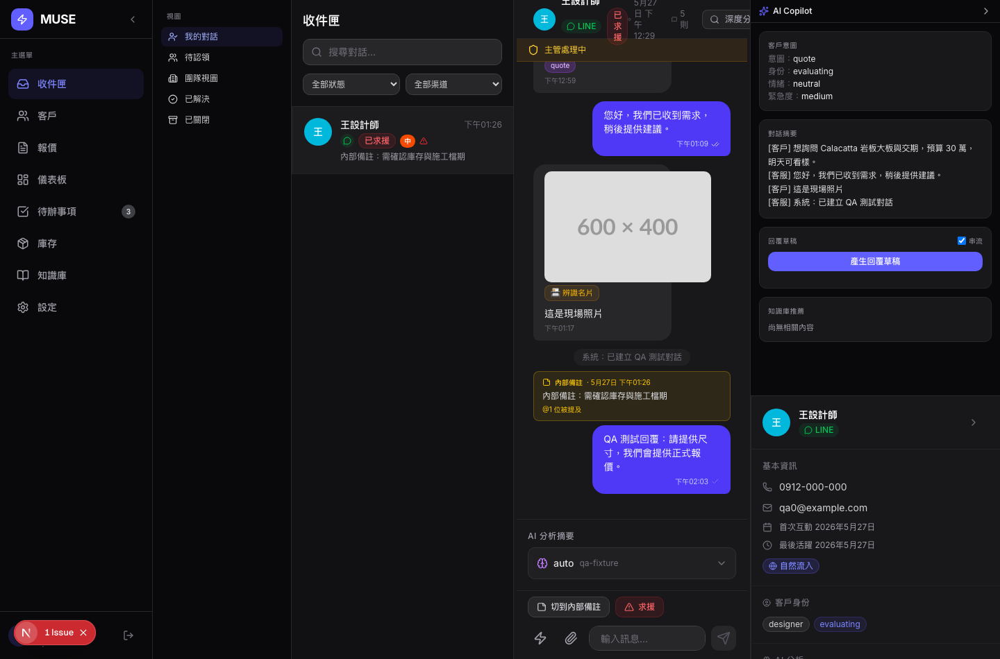 MUSE
主選單
收件匣
客戶
報價
儀表板
待辦事項
3
庫存
知識庫
設定
1 Issue
視圖
我的對話
待認領
團隊視圖
已解決
已關閉
收件匣
搜尋對話...
全部狀態
全部渠道
王
王設計師
下午01:26
已求援
中
內部備註：需確認庫存與施工檔期
王
王設計師
LINE
已
求
援
5月27
日 下
午
12:29
5
則
深度分
主管處理中
quote
下午12:59
您好，我們已收到需求，
稍後提供建議。
下午01:09
600 × 400
辨識名片
這是現場照片
下午01:17
系統：已建立 QA 測試對話
內部備註 · 5月27日 下午01:26
內部備註：需確認庫存與施工檔期
@1 位被提及
QA 測試回覆：請提供尺
寸，我們會提供正式報
價。
下午02:03
AI 分析摘要
auto qa-fixture
切到內部備註
求援
輸入訊息...
AI Copilot
客戶意圖
意圖：quote
身份：evaluating
情緒：neutral
緊急度：medium
對話摘要
[客戶] 想詢問 Calacatta 岩板大板與交期，預算 30 萬，
明天可看樣。
[客服] 您好，我們已收到需求，稍後提供建議。
[客戶] 這是現場照片
[客服] 系統：已建立 QA 測試對話
回覆草稿
串流
產生回覆草稿
知識庫推薦
尚無相關內容
王
王設計師
LINE
基本資訊
0912-000-000
qa0@example.com
首次互動 2026年5月27日
最後活躍 2026年5月27日
自然流入
客戶身份
designer
evaluating
AI 分析